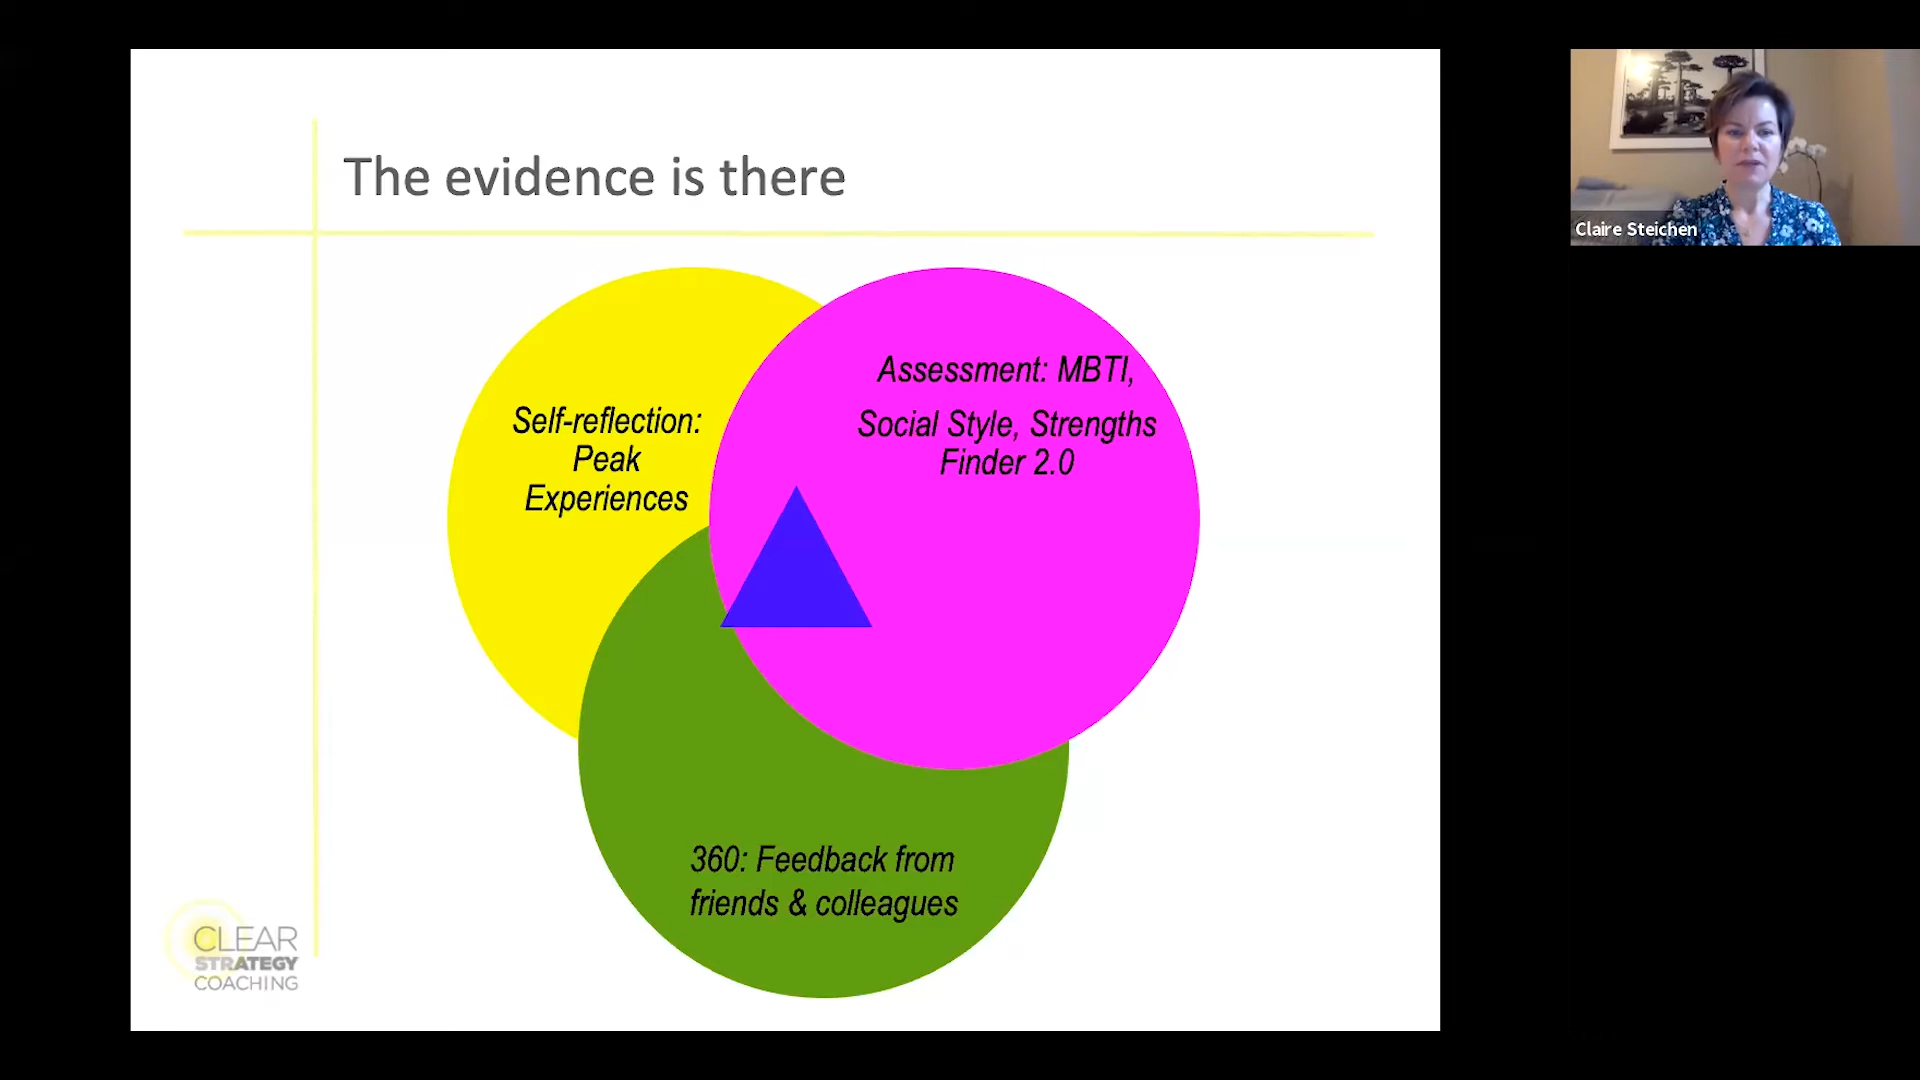 The evidence is there
Self-reflection:
Peak
Experiences
Assessment: MBTI,
Social Style, Strengths
Finder 2.0
360: Feedback from
friends & colleagues
CLEAR
STRATEGY
COACHING
Claire Steichen